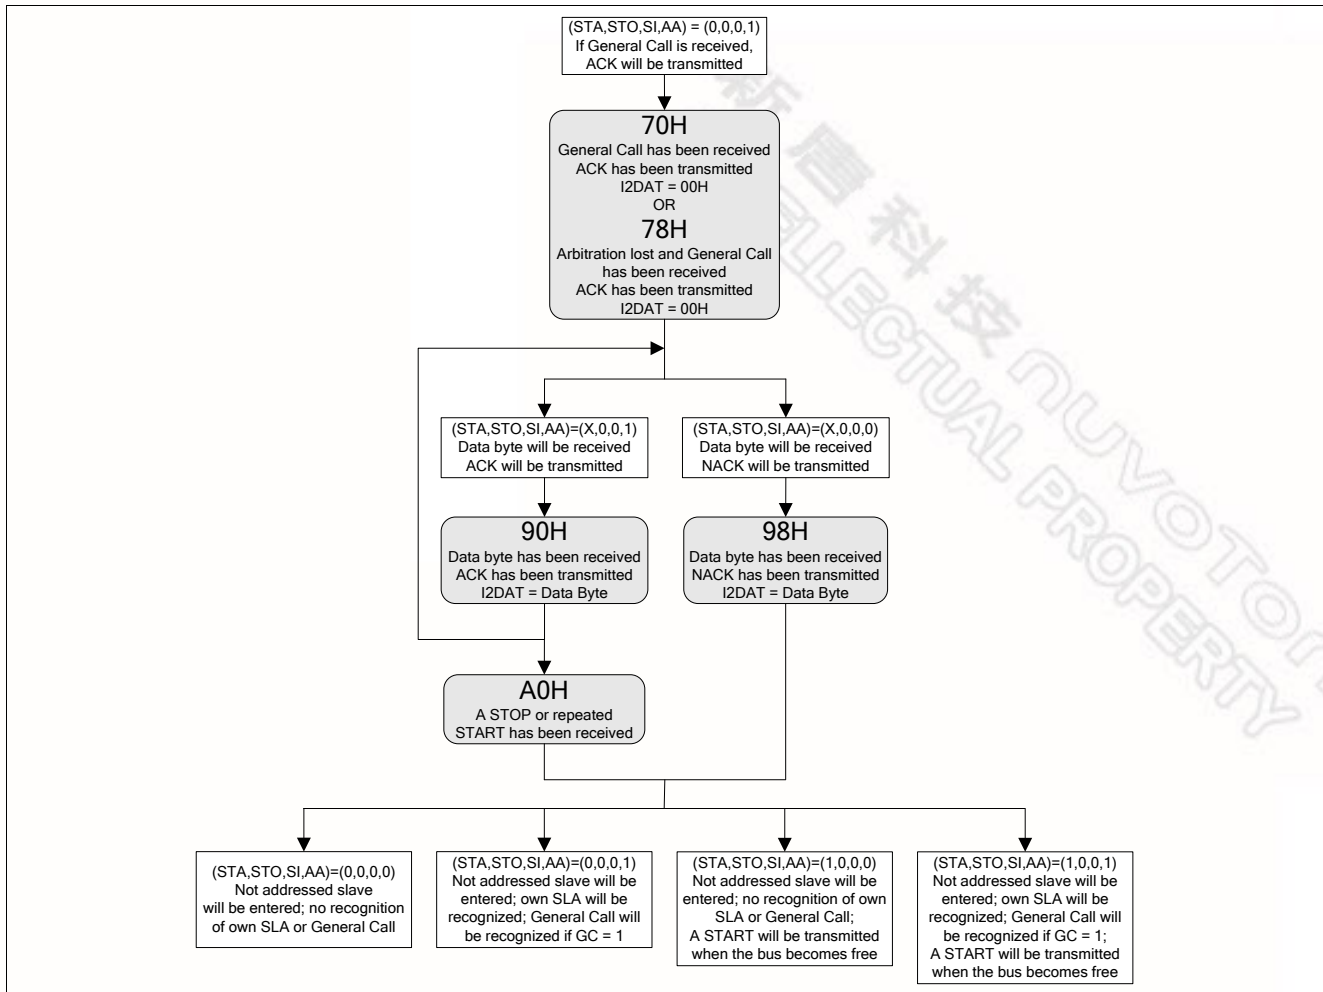 (STA,STO,SI,AA) = (0,0,0,1)
If General Call is received,
ACK will be transmitted
70H
General Call has been received
ACK has been transmitted
I2DAT = 00H
OR
78H
Arbitration lost and General Call
has been received
ACK has been transmitted
I2DAT = 00H
(STA,STO,SI,AA)=(X,0,0,1)
Data byte will be received
ACK will be transmitted
(STA,STO,SI,AA)=(X,0,0,0)
Data byte will be received
NACK will be transmitted
90H
Data byte has been received
ACK has been transmitted
I2DAT = Data Byte
98H
Data byte has been received
NACK has been transmitted
I2DAT = Data Byte
A0H
A STOP or repeated
START has been received
(STA,STO,SI,AA)=(0,0,0,0)
Not addressed slave
will be entered; no recognition
of own SLA or General Call
(STA,STO,SI,AA)=(0,0,0,1)
Not addressed slave will be
entered; own SLA will be
recognized; General Call will
be recognized if GC = 1
(STA,STO,SI,AA)=(1,0,0,0)
Not addressed slave will be
entered; no recognition of own
SLA or General Call;
A START will be transmitted
when the bus becomes free
(STA,STO,SI,AA)=(1,0,0,1)
Not addressed slave will be
entered; own SLA will be
recognized; General Call will
be recognized if GC = 1;
A START will be transmitted
when the bus becomes free
新唐科技 nuvoTon
ELLECTUAL PROPERTY